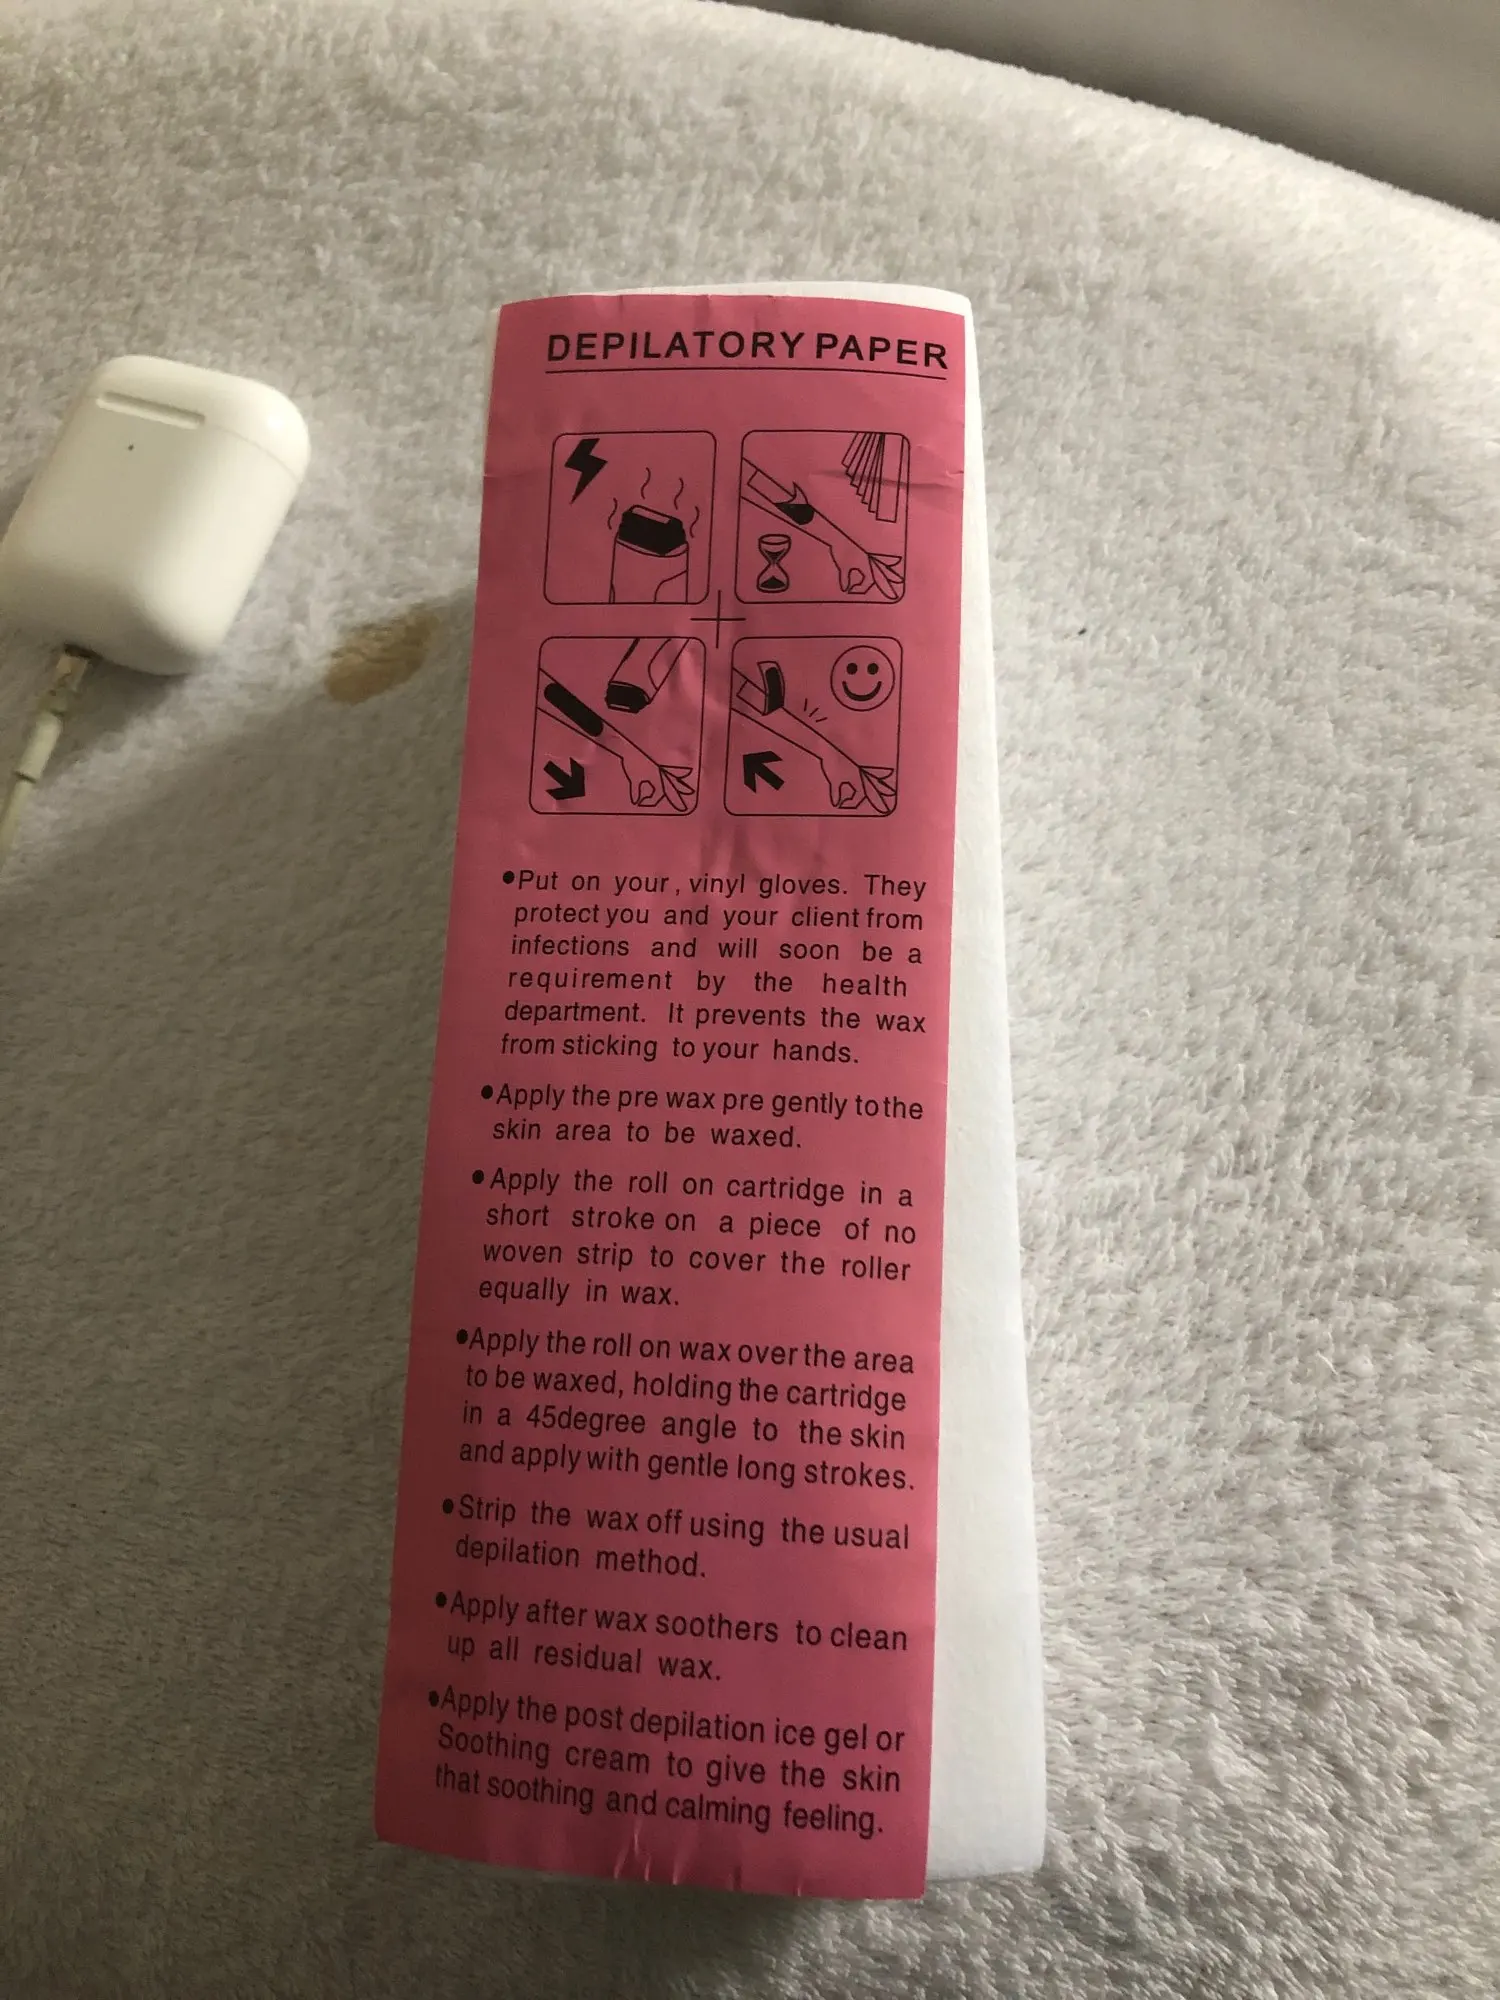 DEPILATORY PAPER
•Put on your, vinyl gloves. They
protect you and your client from
infections and will soon be a
requirement by the health
department. It prevents the wax
from sticking to your hands.
•Apply the pre wax pre gently to the
skin area to be waxed.
•Apply the roll on cartridge in a
short stroke on a piece of no
woven strip to cover the roller
equally in wax.
•Apply the roll on wax over the area
to be waxed, holding the cartridge
in a 45degree angle to the skin
and apply with gentle long strokes.
•Strip the wax off using the usual
depilation method.
•Apply after wax soothers to clean
up all residual wax.
•Apply the post depilation ice gel or
Soothing cream to give the skin
that soothing and calming feeling.